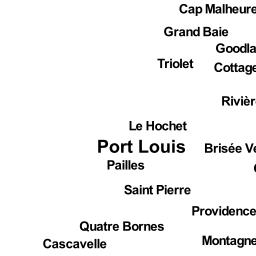 Cap Malheure
Grand Baie
Goodla
Triolet
Cottage
Rivièr
Le Hochet
Port Louis
Brisée Ve
Pailles
Saint Pierre
Providence
Quatre Bornes
Montagne
Cascavelle